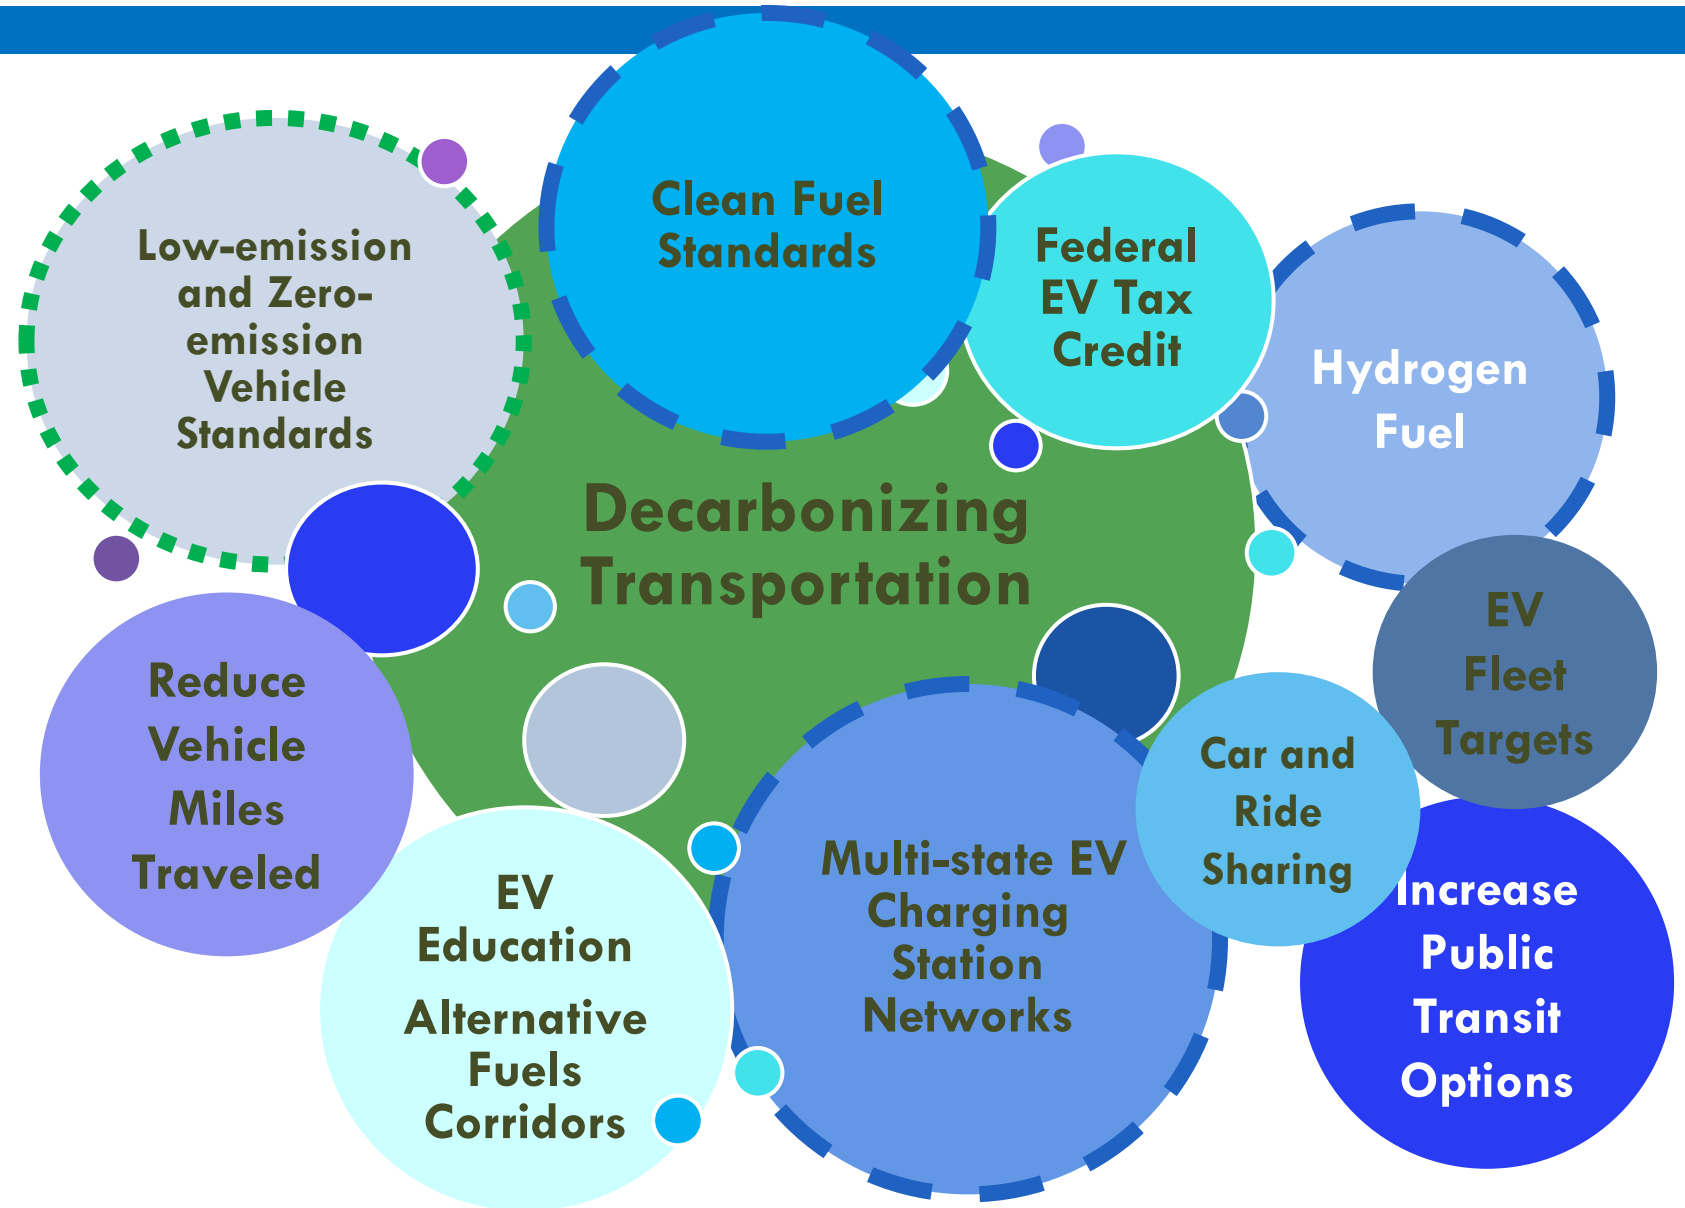 Clean Fuel
Standards
Low-emission
and Zero-
emission
Vehicle
Standards
Federal
EV Tax
Credit
Hydrogen
Fuel
Decarbonizing
Transportation
EV
Fleet
Targets
Reduce
Vehicle
Miles
Traveled
Car and
Ride
Sharing
Multi-state EV
Charging
Station
Networks
EV
Education
Alternative
Fuels
Corridors
Increase
Public
Transit
Options